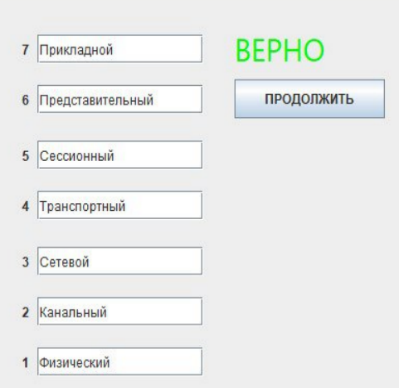 7 Прикладной
ВЕРНО
6 Представительный
ПРОДОЛЖИТЬ
5 Сессионный
4 Транспортный
3 Сетевой
2 Канальный
1 Физический